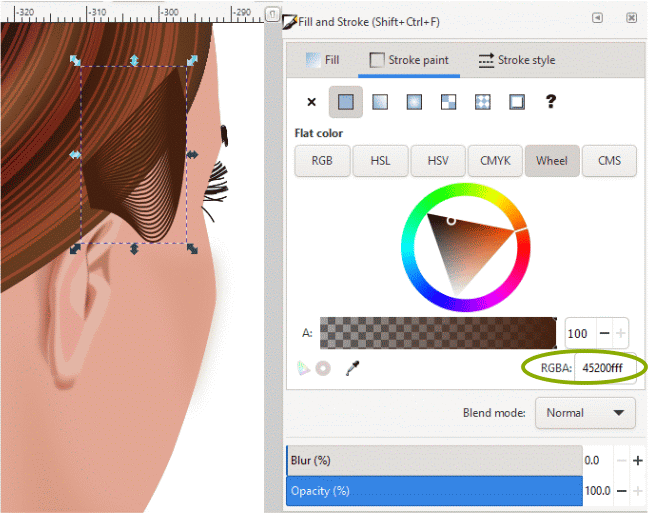 -320 -310 -300 -290
Fill and Stroke (Shift+Ctrl+F)
Fill Stroke paint Stroke style
?
Flat color
RGB HSL HSV CMYK Wheel CMS
A: 100
RGBA: 45200fff
Blend mode: Normal
Blur (%) 0.0
Opacity (%) 100.0